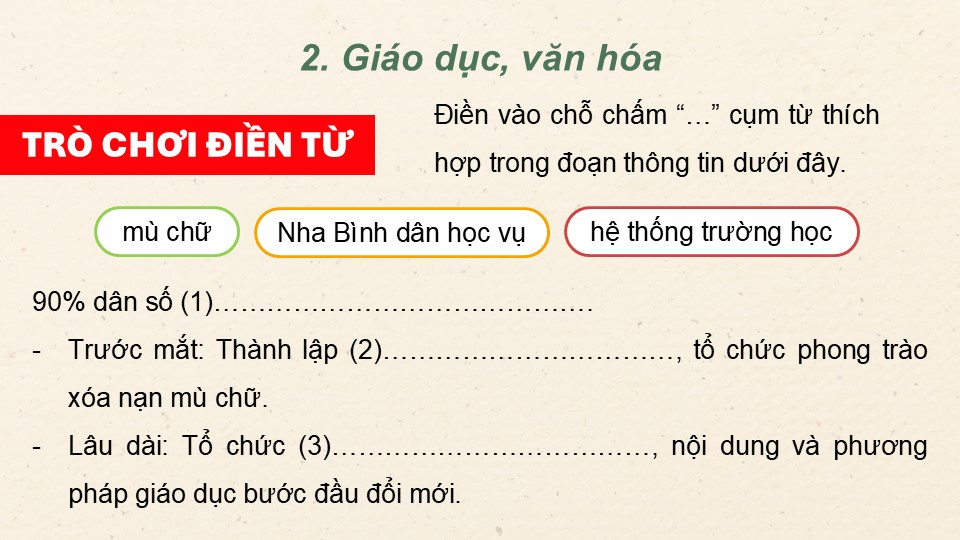 2. Giáo dục, văn hóa
TRÒ CHƠI ĐIỀN TỪ
Điền vào chỗ chấm “…” cụm từ thích
hợp trong đoạn thông tin dưới đây.
mù chữ
Nha Bình dân học vụ
hệ thống trường học
90% dân số (1)……………………………………
- Trước mắt: Thành lập (2)……………………………, tổ chức phong trào
xóa nạn mù chữ.
- Lâu dài: Tổ chức (3)………………………………, nội dung và phương
pháp giáo dục bước đầu đổi mới.